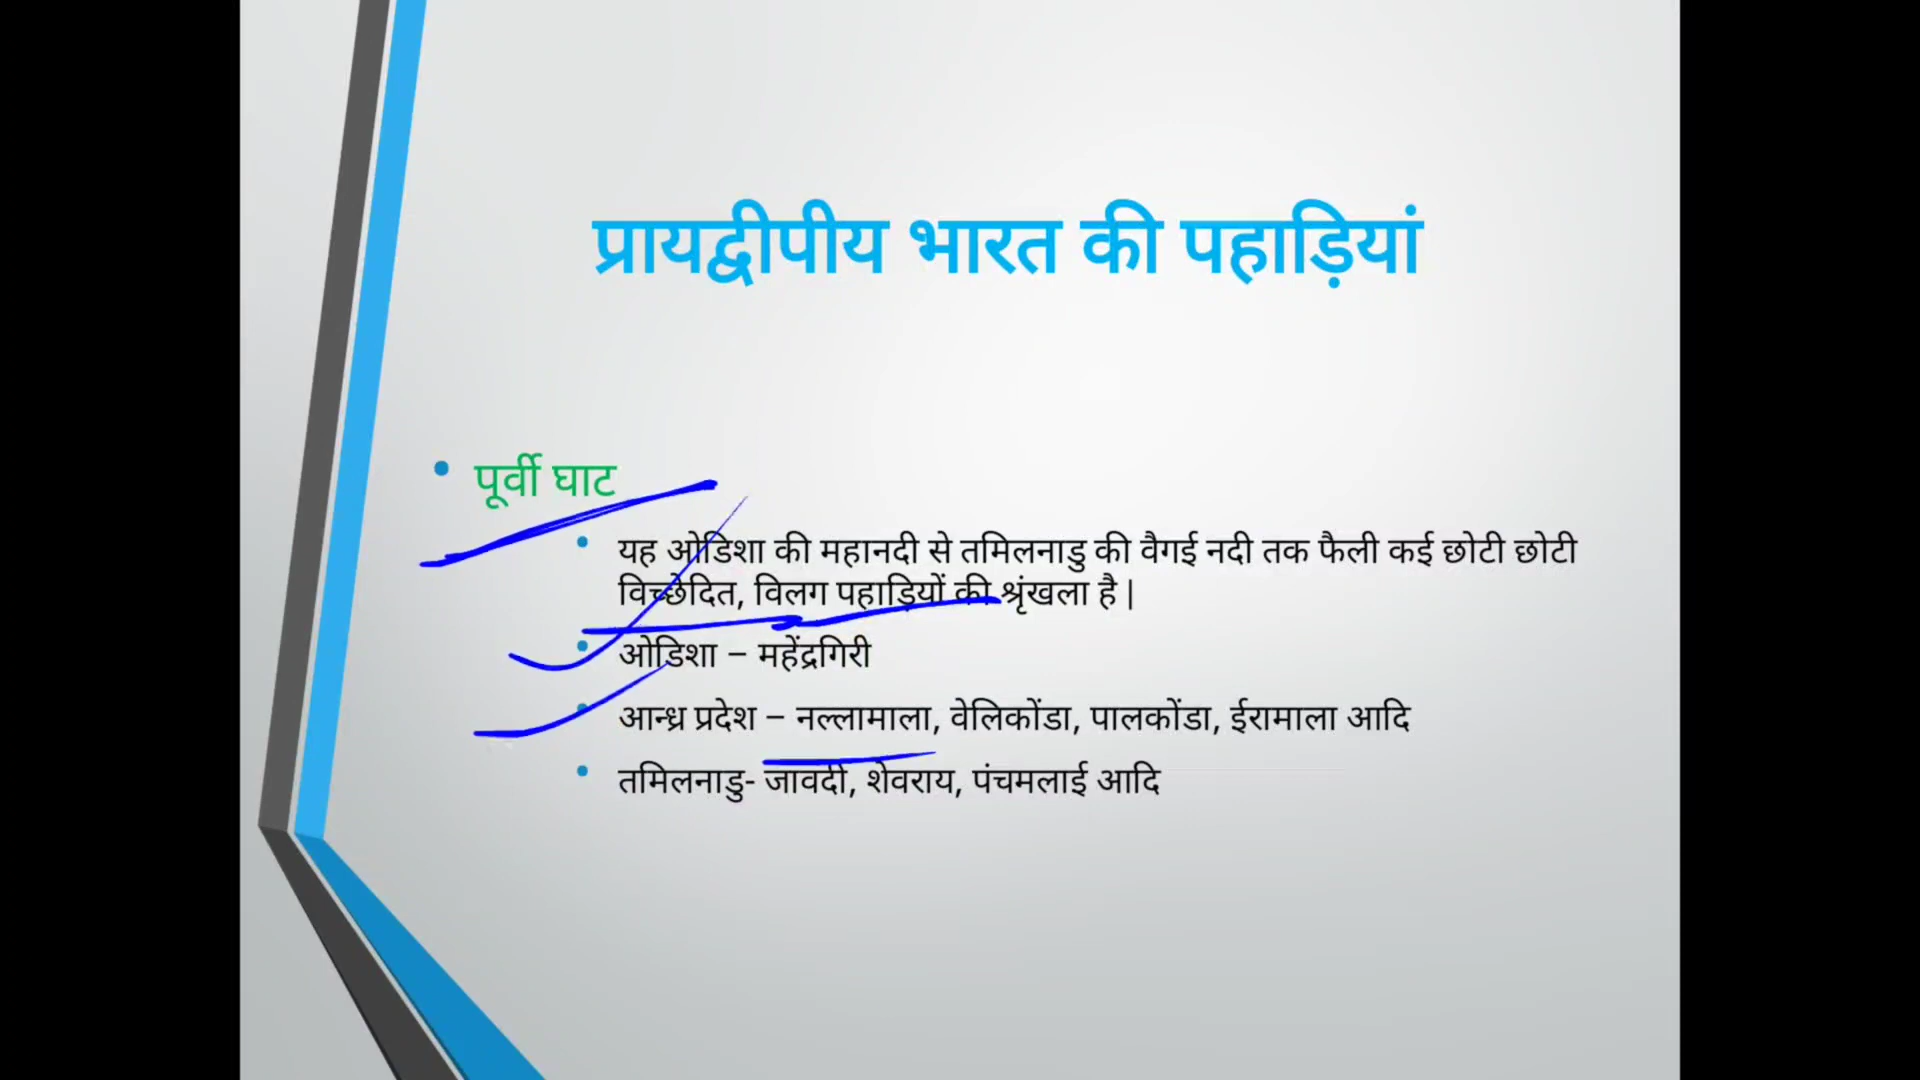 प्रायद्वीपीय भारत की पहाड़ियां
• पूर्वी घाट
• यह ओडिशा की महानदी से तमिलनाडु की वैगई नदी तक फैली कई छोटी छोटी
विच्छेदित, विलग पहाड़ियों की श्रृंखला है |
• ओडिशा – महेंद्रगिरी
• आन्ध्र प्रदेश – नल्लामाला, वेलिकोंडा, पालकोंडा, ईरामाला आदि
• तमिलनाडु- जावदी, शेवराय, पंचमलाई आदि